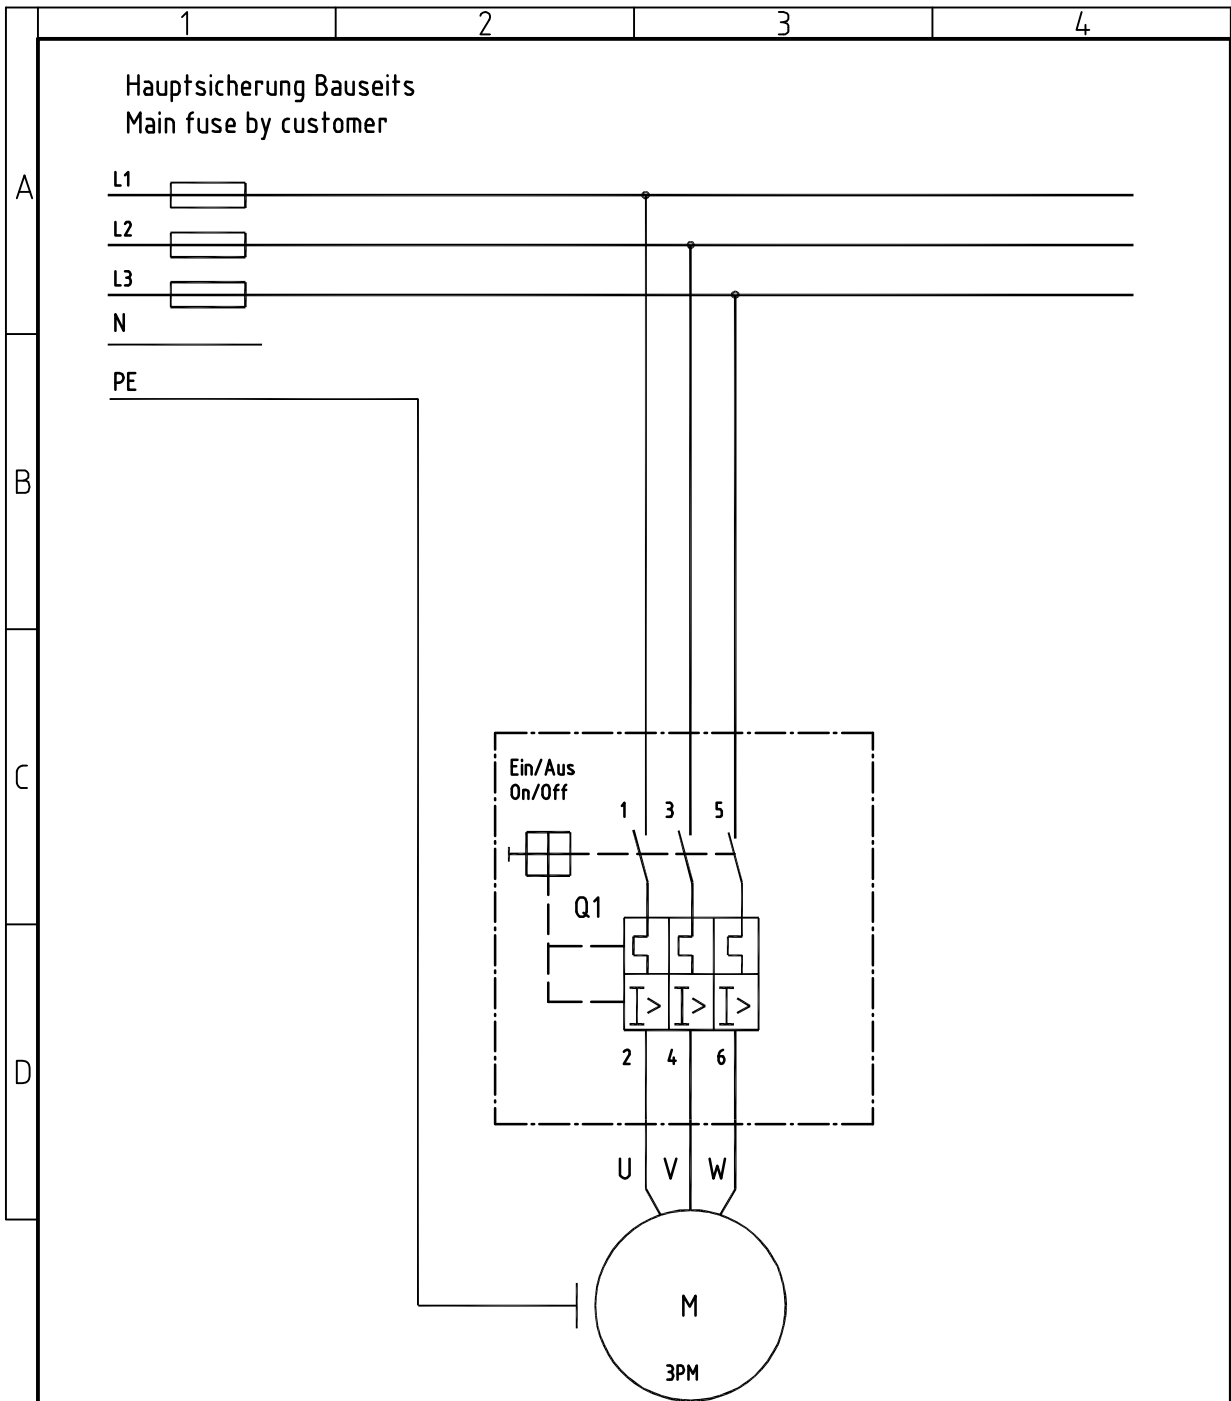 1 2 3 4
Hauptsicherung Bauseits
Main fuse by customer
A
L1
L2
L3
N
PE
B
C
Ein/Aus
On/Off
1 3 5
Q1
I> I> I>
2 4 6
D
U V W
M
3PM